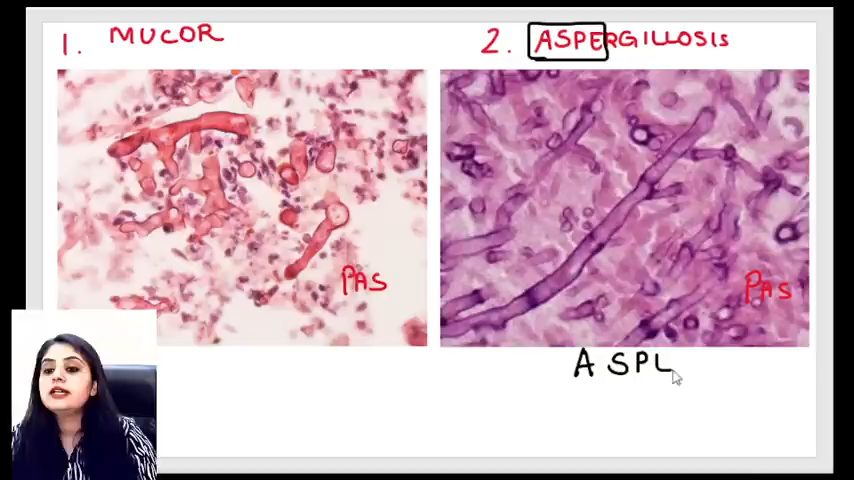 1. MUCOR
2. ASPERGILLOSIS
PAS
PAS
ASPL